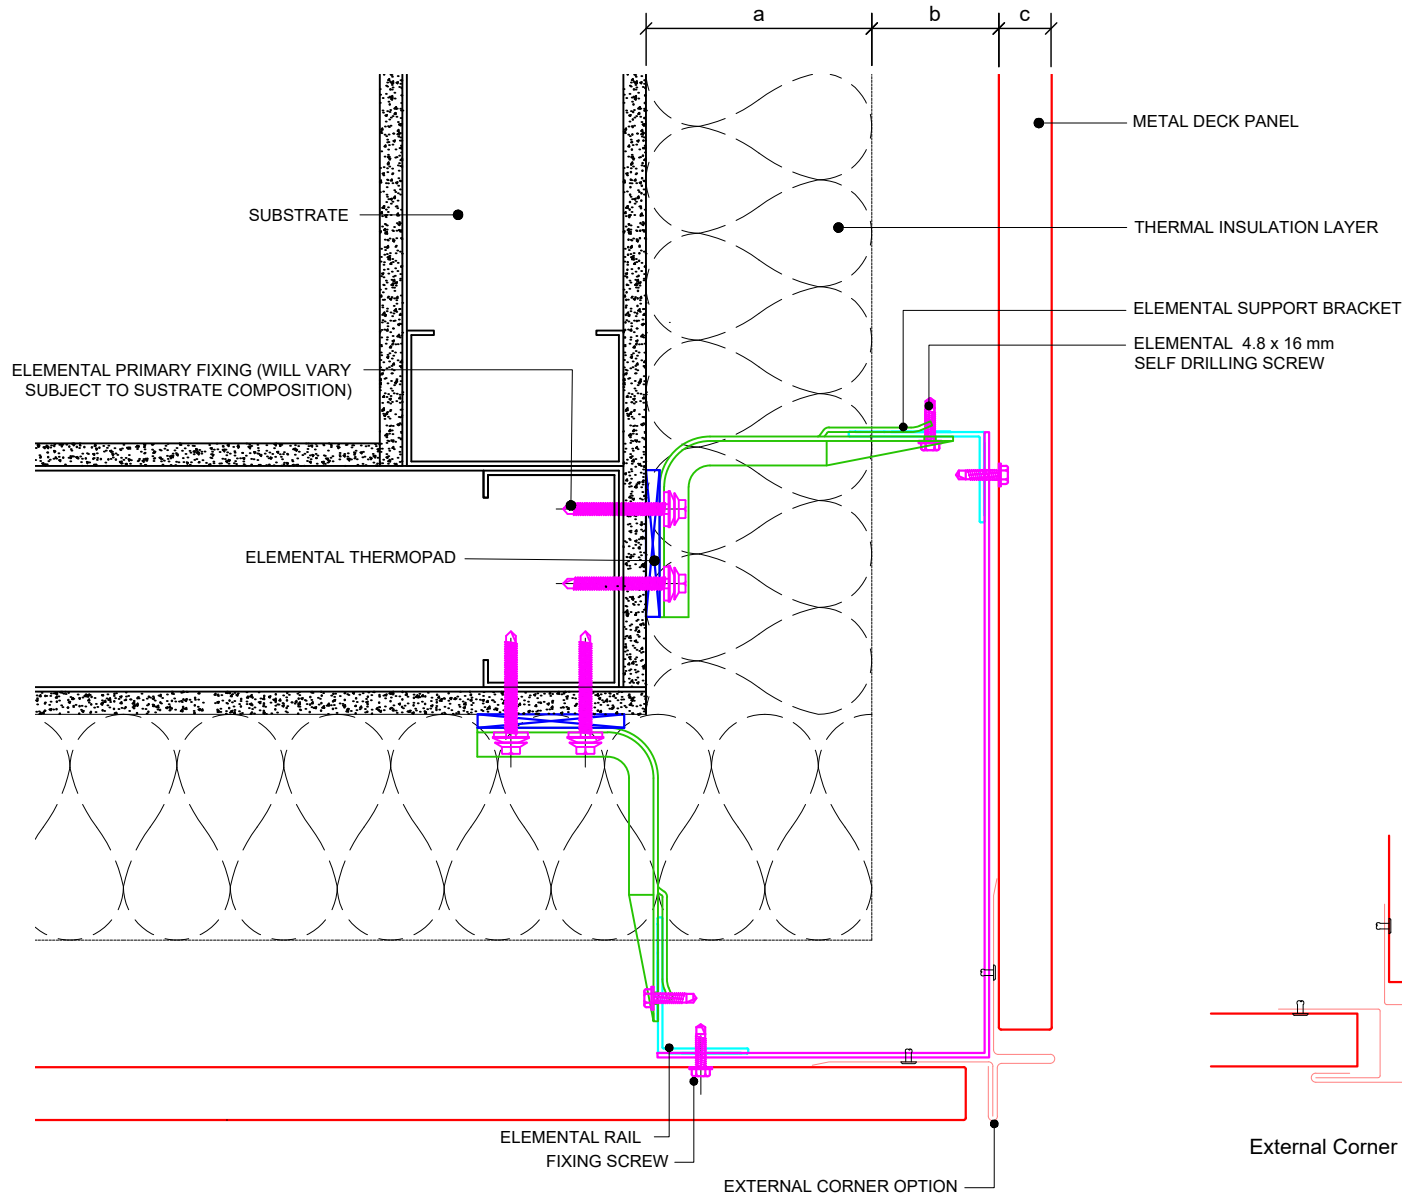 a
b
c
METAL DECK PANEL
SUBSTRATE
THERMAL INSULATION LAYER
ELEMENTAL SUPPORT BRACKET
ELEMENTAL 4.8 x 16 mm
SELF DRILLING SCREW
ELEMENTAL PRIMARY FIXING (WILL VARY
SUBJECT TO SUSTRATE COMPOSITION)
ELEMENTAL THERMOPAD
ELEMENTAL RAIL
FIXING SCREW
EXTERNAL CORNER OPTION
External Corner